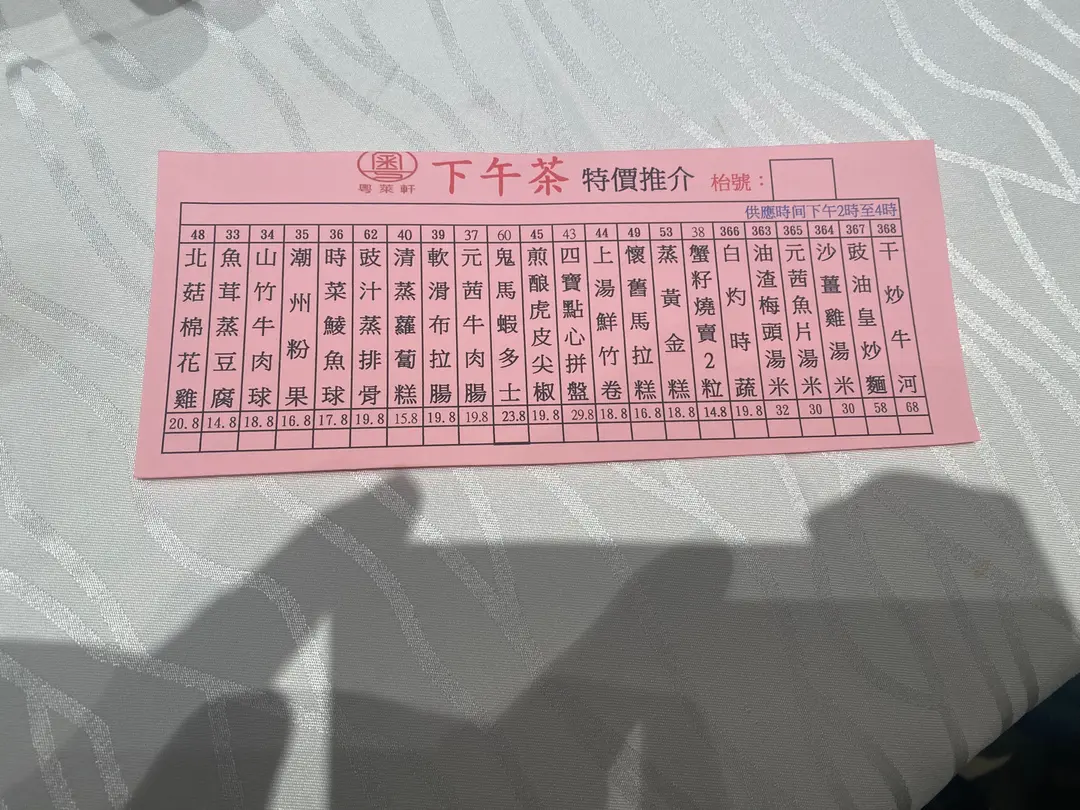 粵萊軒
下午茶 特價推介 枱號：
供應時间下午2時至4時
48 北菇棉花雞 20.8
33 魚茸蒸豆腐 14.8
34 山竹牛肉球 18.8
35 潮州粉果 16.8
36 時菜鯪魚球 17.8
62 豉汁蒸排骨 19.8
40 清蒸蘿蔔糕 15.8
39 軟滑布拉腸 19.8
37 元茜牛肉腸 19.8
60 鬼馬蝦多士 23.8
45 煎酿虎皮尖椒 19.8
43 四寶點心拼盤 29.8
44 上湯鮮竹卷 18.8
49 懷舊馬拉糕 16.8
53 蒸黃金糕 18.8
38 蟹籽燒賣2粒 14.8
366 白灼時蔬 19.8
363 油渣梅頭湯米 32
365 元茜魚片湯米 30
364 沙薑雞湯米 30
367 豉油皇炒麵 58
368 干炒牛河 68